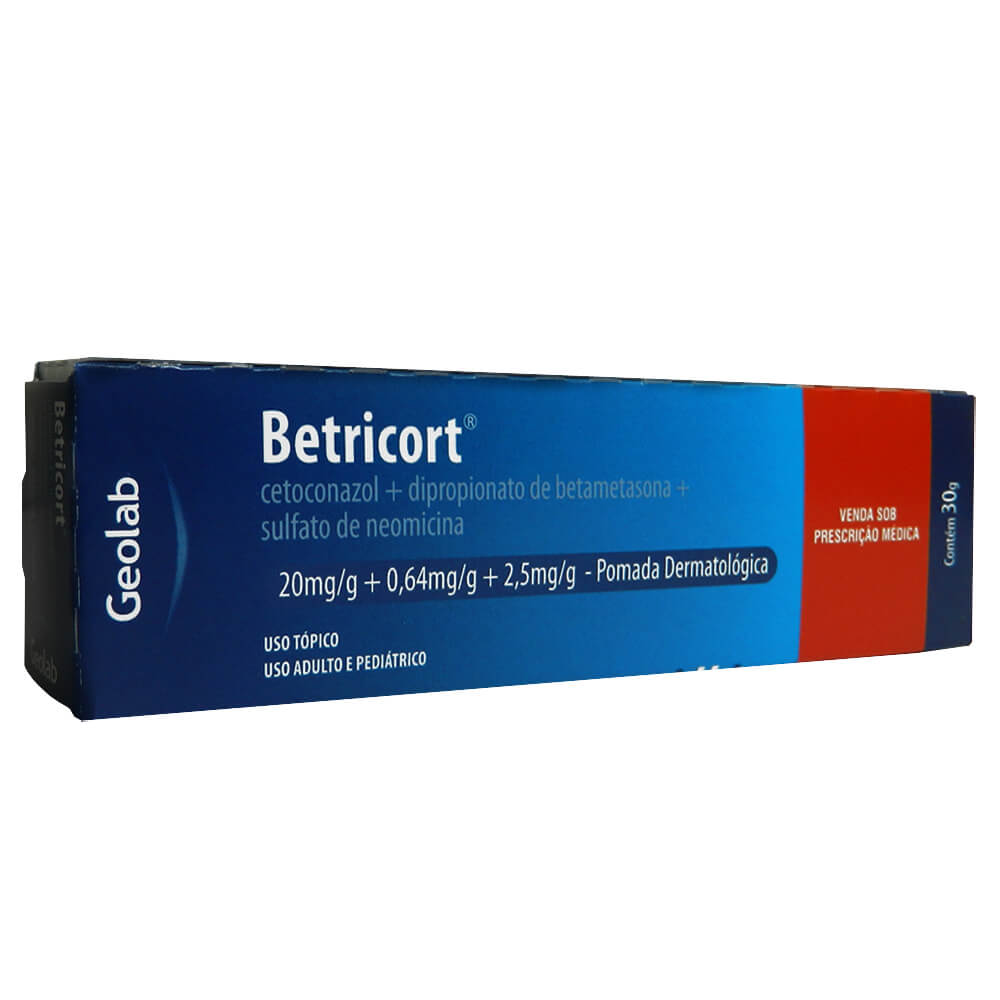 Betricort
Geolab
Geolab
Betricort®
cetoconazol + dipropionato de betametasona +
sulfato de neomicina
20mg/g + 0,64mg/g + 2,5mg/g - Pomada Dermatológica
USO TÓPICO
USO ADULTO E PEDIÁTRICO
VENDA SOB
PRESCRIÇÃO MÉDICA
Contém 30g